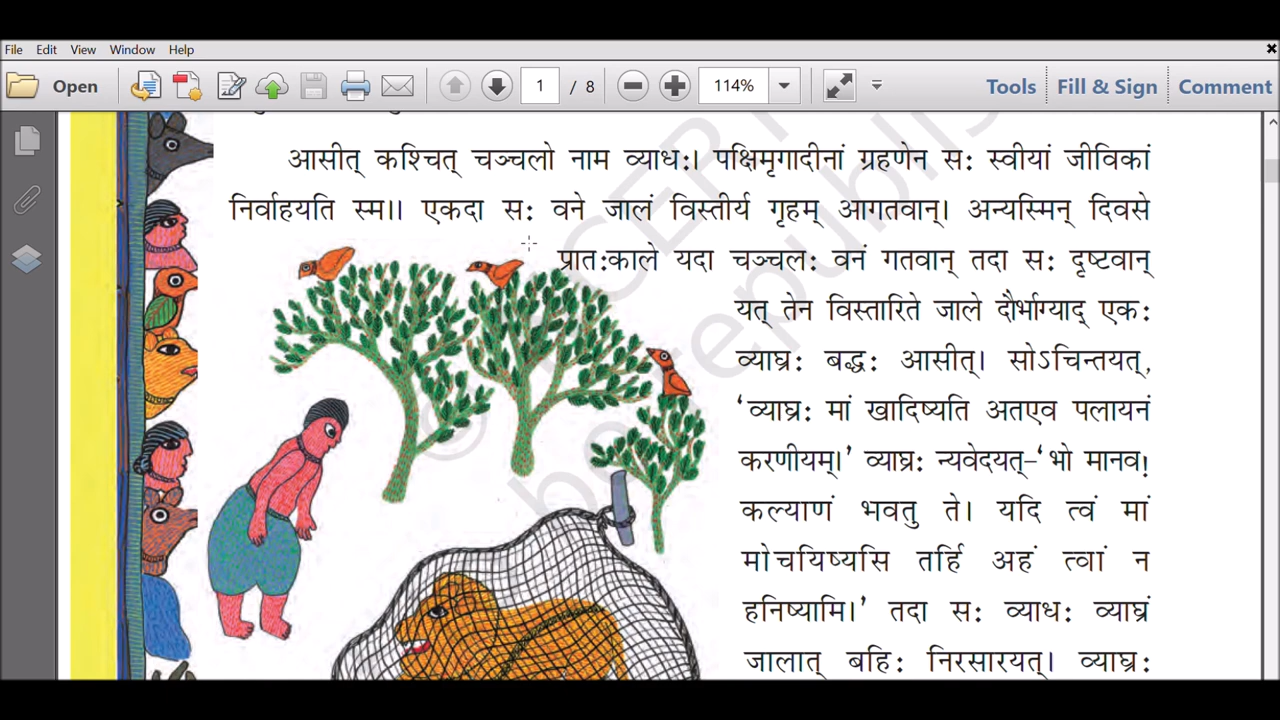 File Edit View Window Help
Open 1 / 8 114% Tools Fill & Sign Comment
आसीत् कश्चित् चञ्चलो नाम व्याधः। पक्षिमृगादीनां ग्रहणेन सः स्वीयां जीविकां
निर्वाहयति स्म।। एकदा सः वने जालं विस्तीर्य गृहम् आगतवान्। अन्यस्मिन् दिवसे
प्रातःकाले यदा चञ्चलः वनं गतवान् तदा सः दृष्टवान्
यत् तेन विस्तारिते जाले दौर्भाग्याद् एकः
व्याघ्रः बद्धः आसीत्। सोऽचिन्तयत्,
‘व्याघ्रः मां खादिष्यति अतएव पलायनं
करणीयम्।’ व्याघ्रः न्यवेदयत्-‘भो मानव!
कल्याणं भवतु ते। यदि त्वं मां
मोचयिष्यसि तर्हि अहं त्वां न
हनिष्यामि।’ तदा सः व्याधः व्याघ्रं
जालात् बहिः निरसारयत्। व्याघ्रः